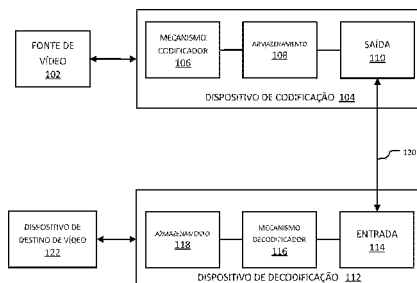 FONTE DE
VÍDEO
102
MECANISMO
CODIFICADOR
106
ARMAZENAMENTO
108
SAÍDA
110
DISPOSITIVO DE CODIFICAÇÃO 104
120
DISPOSITIVO DE
DESTINO DE VÍDEO
122
ARMAZENAMENTO
118
MECANISMO
DECODIFICADOR
116
ENTRADA
114
DISPOSITIVO DE DECODIFICAÇÃO 112